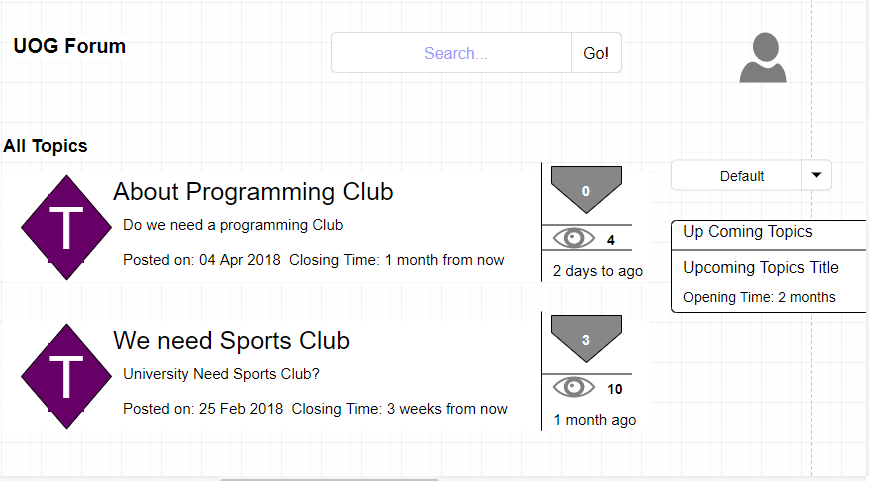 UOG Forum
Search...
Go!
All Topics
Default
T
About Programming Club
Do we need a programming Club
Posted on: 04 Apr 2018 Closing Time: 1 month from now
0
4
2 days to ago
Up Coming Topics
Upcoming Topics Title
Opening Time: 2 months
T
We need Sports Club
University Need Sports Club?
Posted on: 25 Feb 2018 Closing Time: 3 weeks from now
3
10
1 month ago